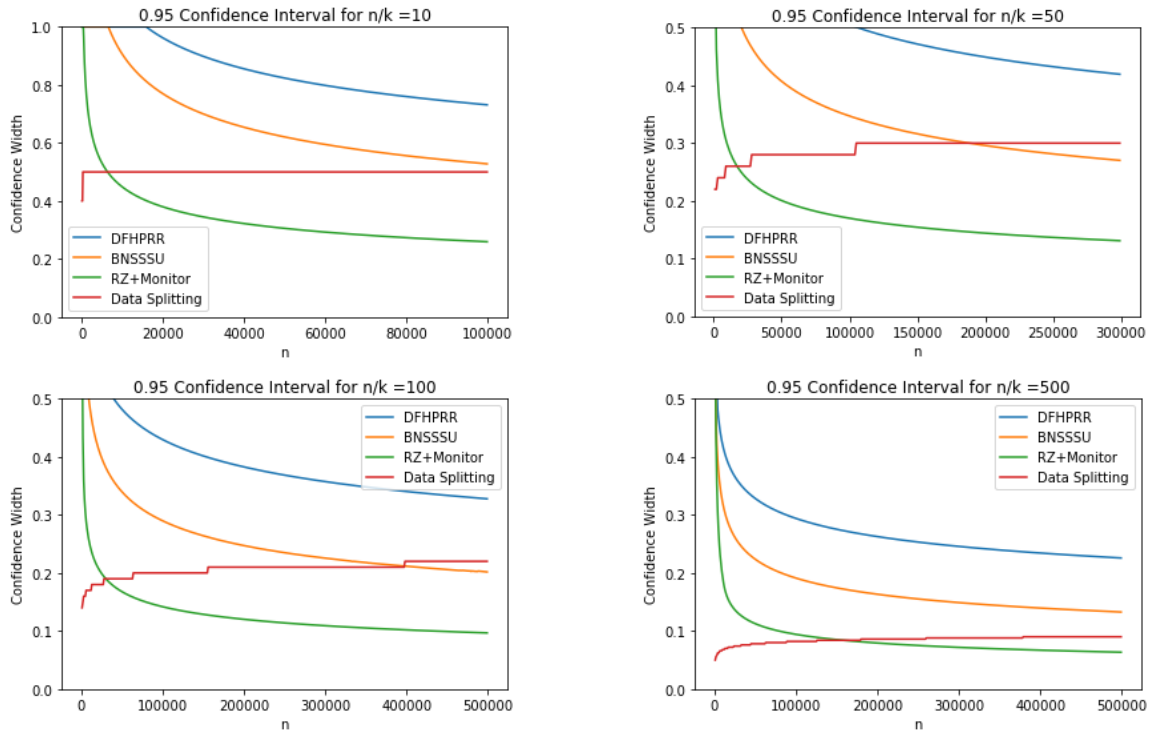 0.95 Confidence Interval for n/k =10
Confidence Width
1.0
0.8
0.6
0.4
0.2
0.0
DFHPRR
BNSSSU
RZ+Monitor
Data Splitting
0 20000 40000 60000 80000 100000
n
0.95 Confidence Interval for n/k =50
Confidence Width
0.5
0.4
0.3
0.2
0.1
0.0
DFHPRR
BNSSSU
RZ+Monitor
Data Splitting
0 50000 100000 150000 200000 250000 300000
n
0.95 Confidence Interval for n/k =100
Confidence Width
0.5
0.4
0.3
0.2
0.1
0.0
DFHPRR
BNSSSU
RZ+Monitor
Data Splitting
0 100000 200000 300000 400000 500000
n
0.95 Confidence Interval for n/k =500
Confidence Width
0.5
0.4
0.3
0.2
0.1
0.0
DFHPRR
BNSSSU
RZ+Monitor
Data Splitting
0 100000 200000 300000 400000 500000
n